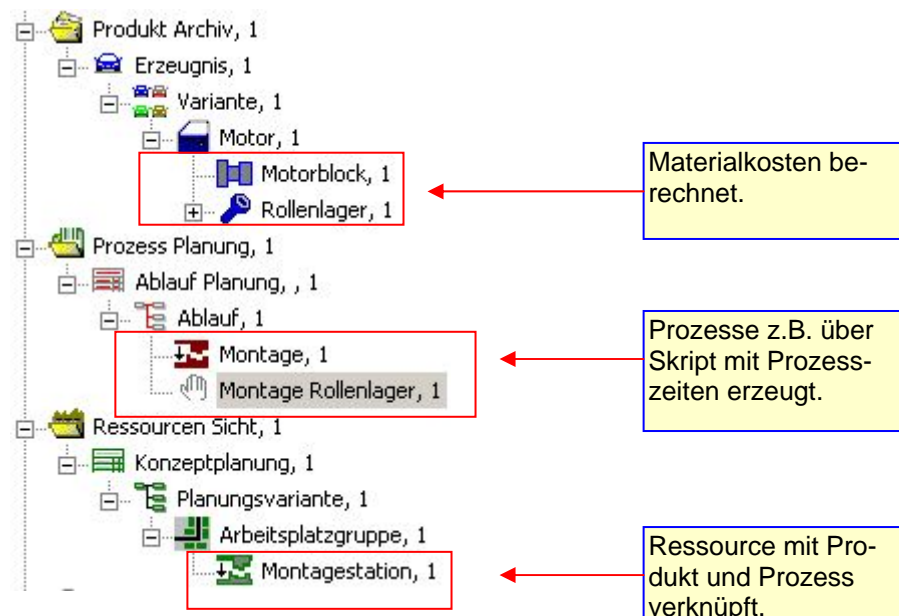 Produkt Archiv, 1
Erzeugnis, 1
Variante, 1
Motor, 1
Motorblock, 1
Rollenlager, 1
Materialkosten be-
rechnet.
Prozess Planung, 1
Ablauf Planung, , 1
Ablauf, 1
Montage, 1
Montage Rollenlager, 1
Prozesse z.B. über
Skript mit Prozess-
zeiten erzeugt.
Ressourcen Sicht, 1
Konzeptplanung, 1
Planungsvariante, 1
Arbeitsplatzgruppe, 1
Montagestation, 1
Ressource mit Pro-
dukt und Prozess
verknüpft.